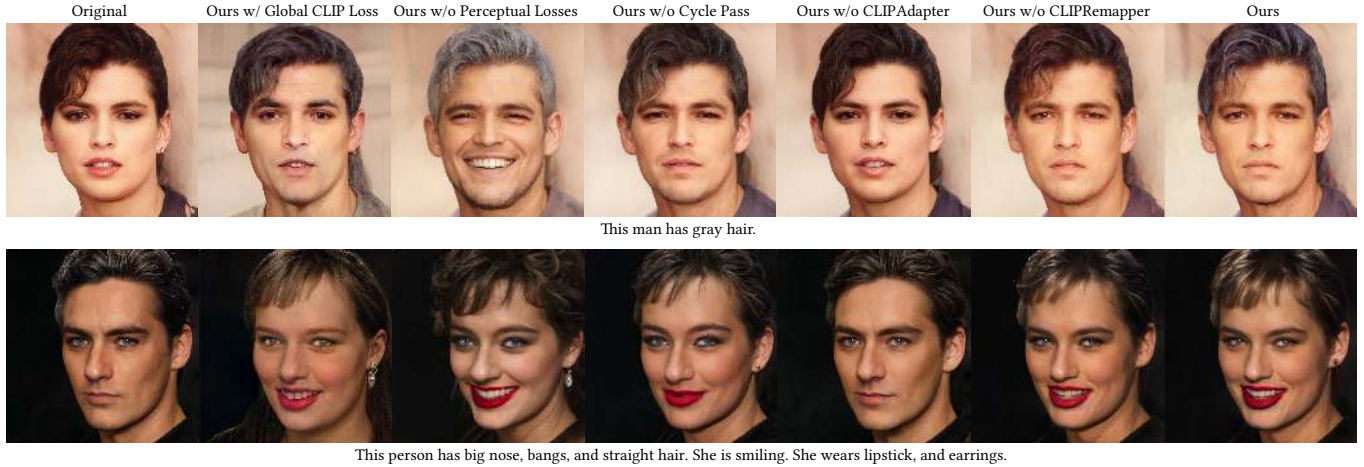 Original Ours w/ Global CLIP Loss Ours w/o Perceptual Losses Ours w/o Cycle Pass Ours w/o CLIPAdapter Ours w/o CLIPRemapper Ours
This man has gray hair.
This person has big nose, bangs, and straight hair. She is smiling. She wears lipstick, and earrings.